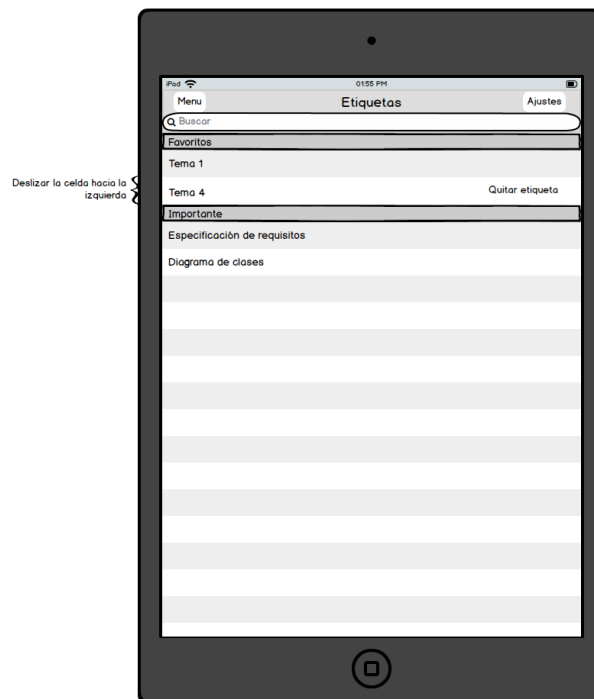 iPod 01:55 PM
Menu Etiquetas Ajustes
Buscar
Favoritos
Tema 1
Deslizar la celda hacia la
izquierda
Tema 4 Quitar etiqueta
Importante
Especificación de requisitos
Diagrama de clases